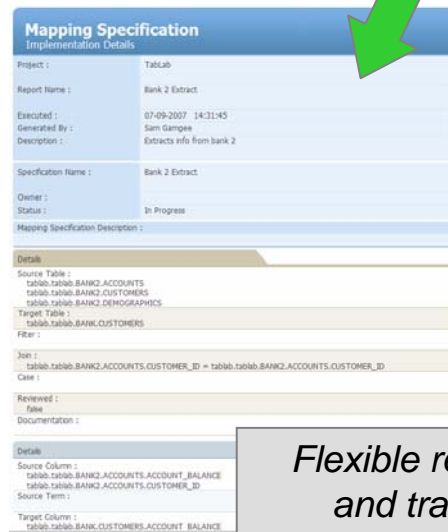 Mapping Specification
Implementation Details
Project : TabLab
Report Name : Bank 2 Extract
Executed : 07-09-2007 14:31:45
Generated By : Sam Gamgee
Description : Extracts info from bank 2
Specification Name : Bank 2 Extract
Owner :
Status : In Progress
Mapping Specification Description :
Details
Source Table :
tablab.tablab.BANK2.ACCOUNTS
tablab.tablab.BANK2.CUSTOMERS
tablab.tablab.BANK2.DEMOGRAPHICS
Target Table :
tablab.tablab.BANK.CUSTOMERS
Filter :
Join :
tablab.tablab.BANK2.ACCOUNTS.CUSTOMER_ID = tablab.tablab.BANK2.ACCOUNTS.CUSTOMER_ID
Case :
Reviewed :
false
Documentation :
Details
Source Column :
tablab.tablab.BANK2.ACCOUNTS.ACCOUNT_BALANCE
tablab.tablab.BANK2.ACCOUNTS.CUSTOMER_ID
Source Term :
Target Column :
tablab.tablab.BANK.CUSTOMERS.ACCOUNT_BALANCE
Flexible re
and tra